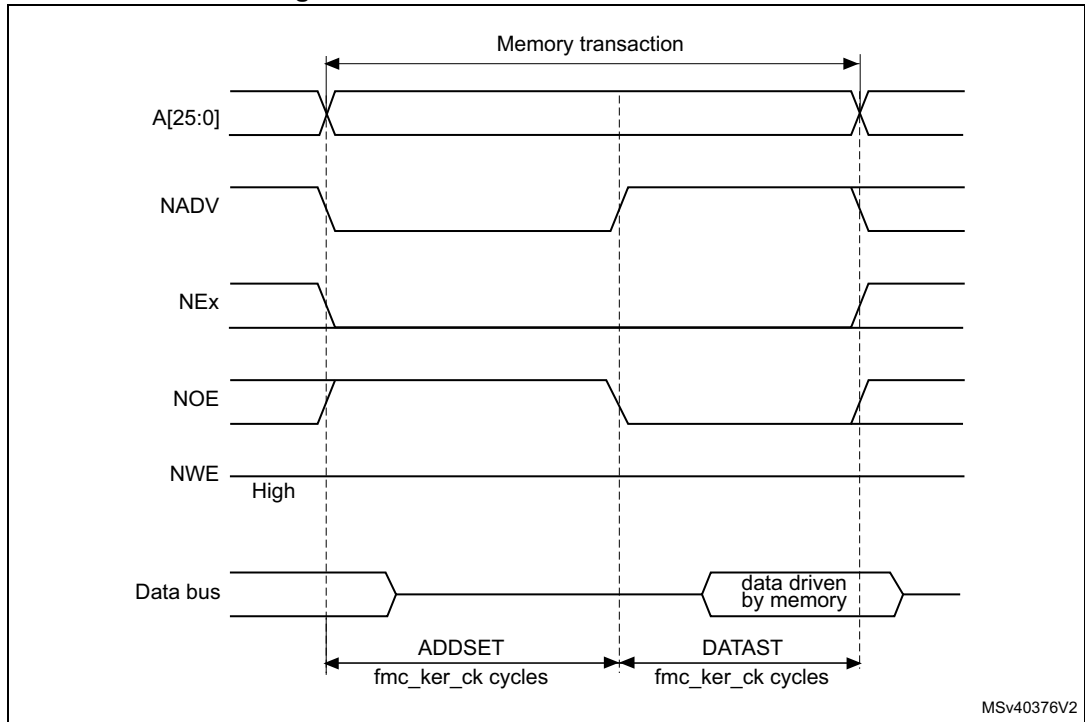 Memory transaction
A[25:0]
NADV
NEx
NOE
NWE
High
Data bus
data driven
by memory
ADDSET
DATAST
fmc_ker_ck cycles
fmc_ker_ck cycles
MSv40376V2